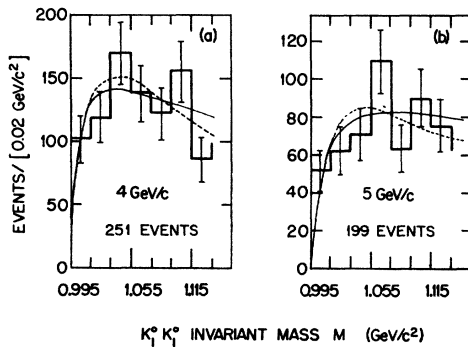 (a)
200
150
100
50
0
EVENTS/[0.02 GeV/c²]
4 GeV/c
251 EVENTS
0.995 1.055 1.115
(b)
120
100
80
60
40
20
0
5 GeV/c
199 EVENTS
0.995 1.055 1.115
K₁° K₁° INVARIANT MASS M (GeV/c²)